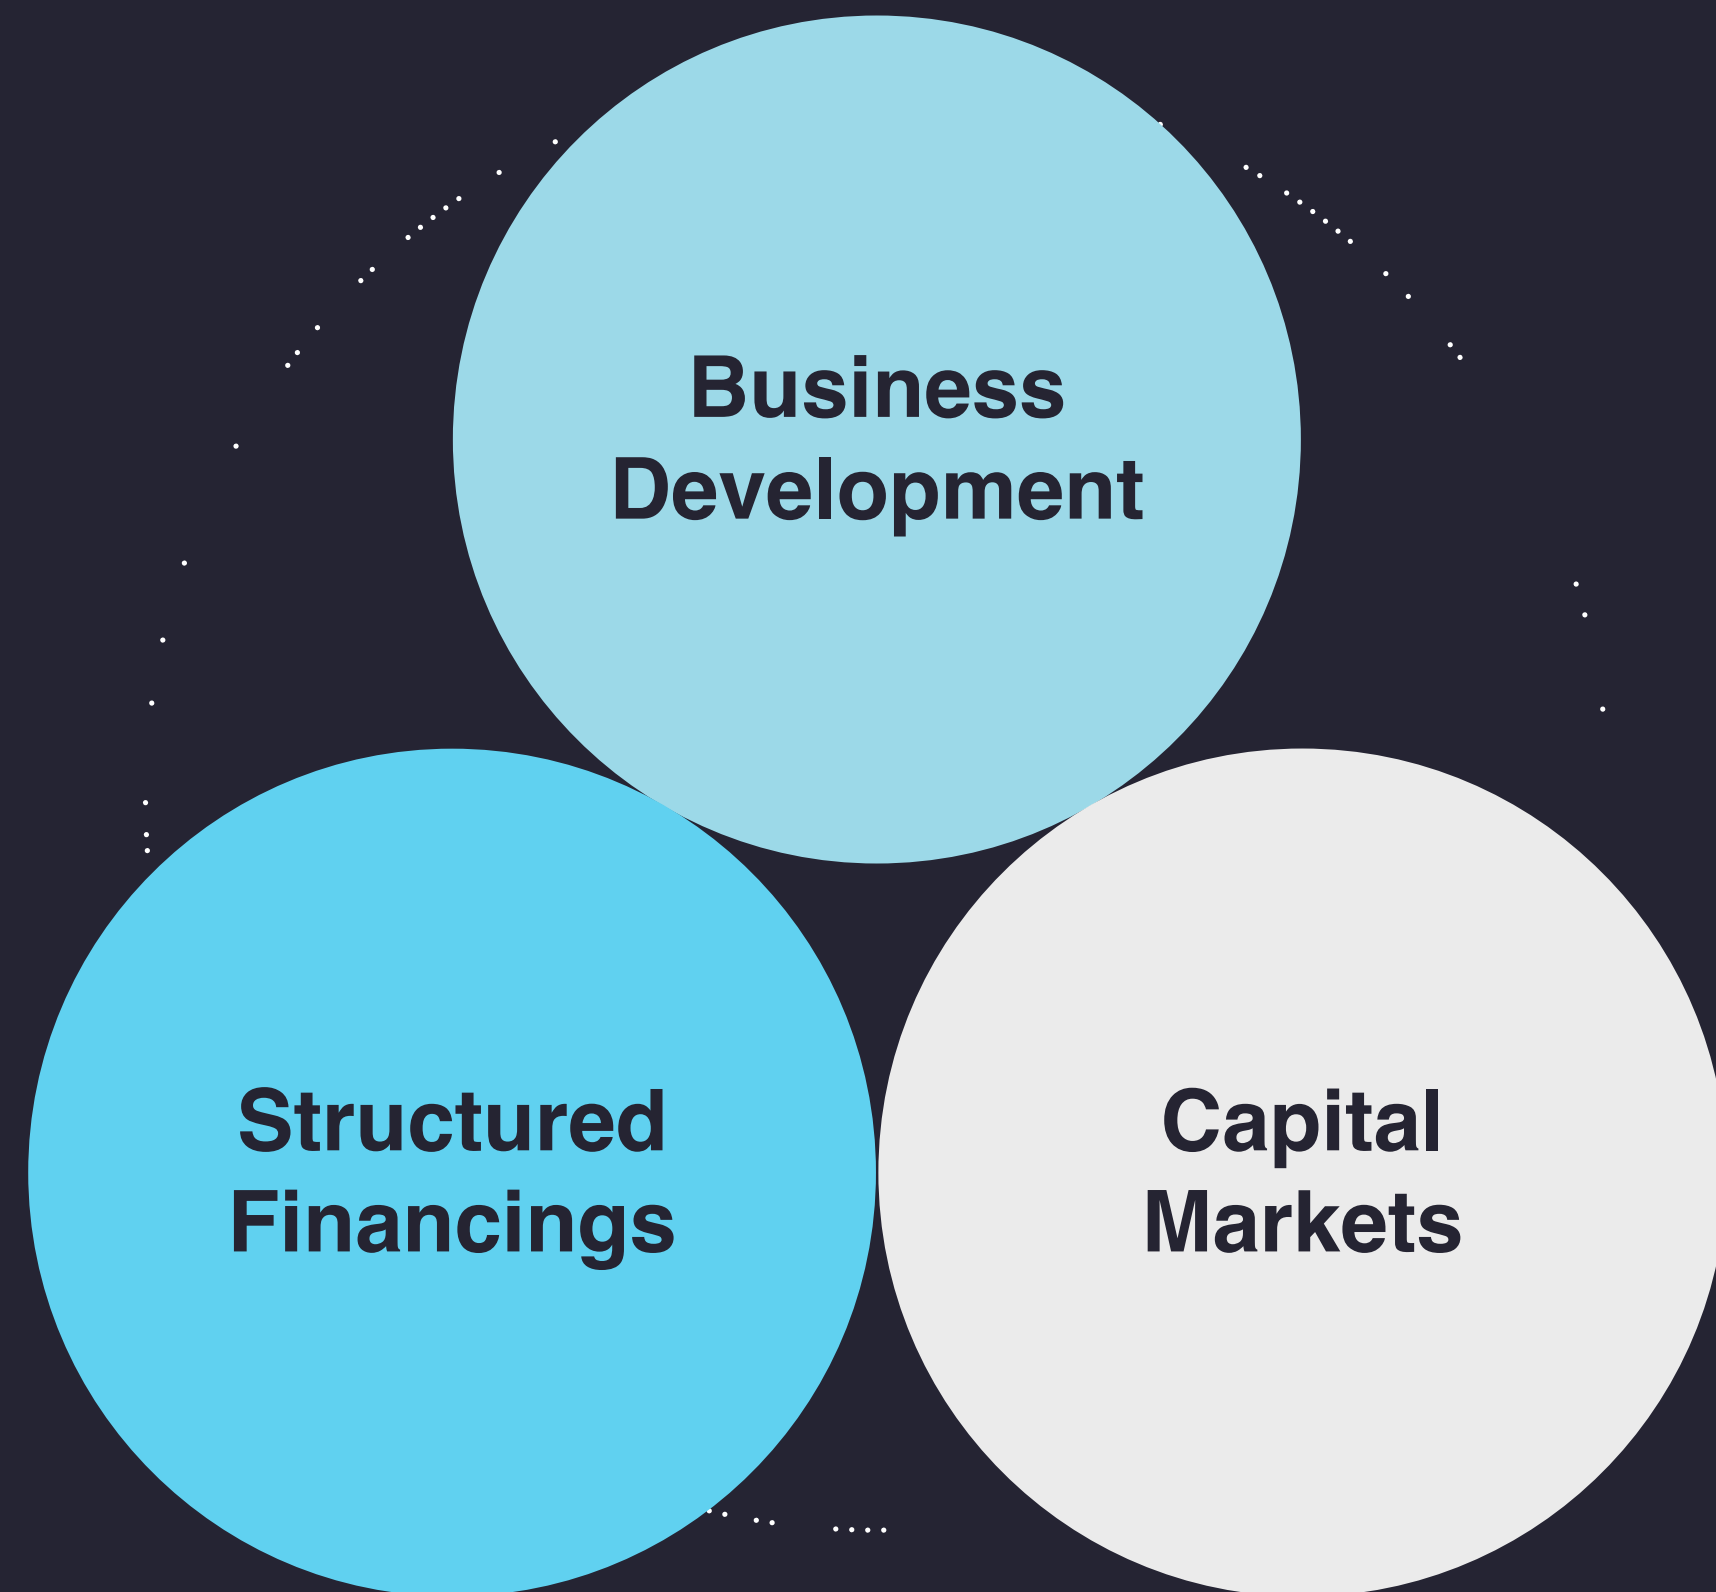 Business
Development
Structured
Financings
Capital
Markets